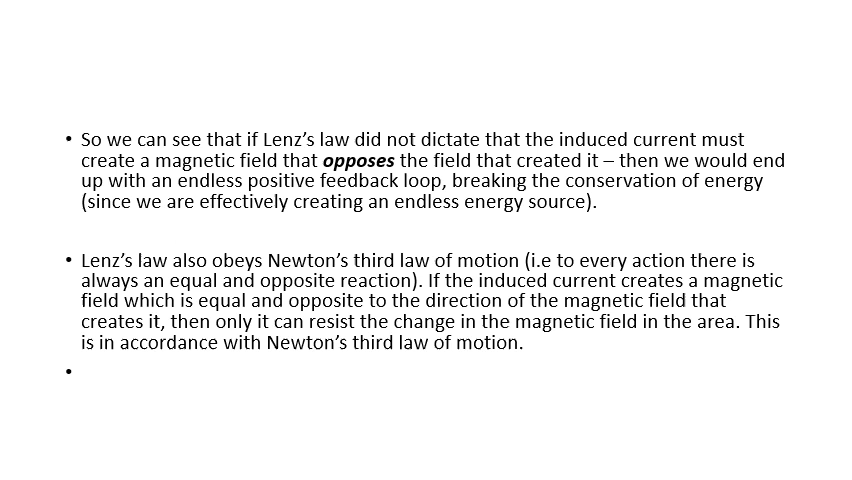 • So we can see that if Lenz’s law did not dictate that the induced current must
create a magnetic field that opposes the field that created it – then we would end
up with an endless positive feedback loop, breaking the conservation of energy
(since we are effectively creating an endless energy source).
• Lenz’s law also obeys Newton’s third law of motion (i.e to every action there is
always an equal and opposite reaction). If the induced current creates a magnetic
field which is equal and opposite to the direction of the magnetic field that
creates it, then only it can resist the change in the magnetic field in the area. This
is in accordance with Newton’s third law of motion.
•